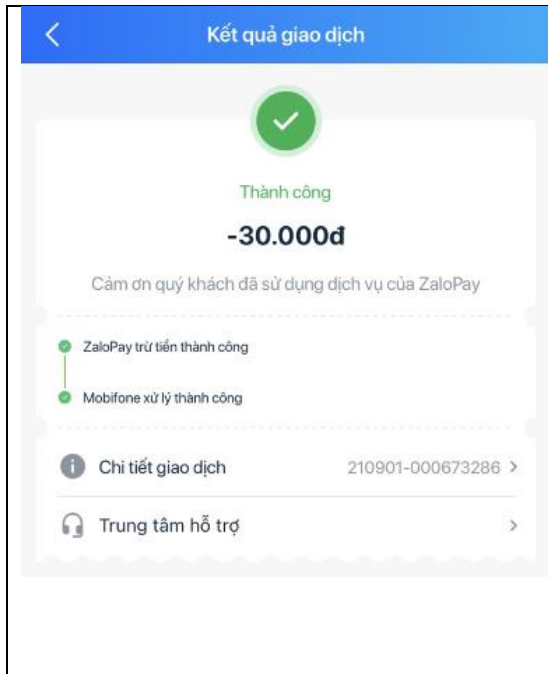 Kết quả giao dịch
Thành công
-30.000đ
Cảm ơn quý khách đã sử dụng dịch vụ của ZaloPay
ZaloPay trừ tiền thành công
Mobifone xử lý thành công
Chi tiết giao dịch 210901-000673286
Trung tâm hỗ trợ